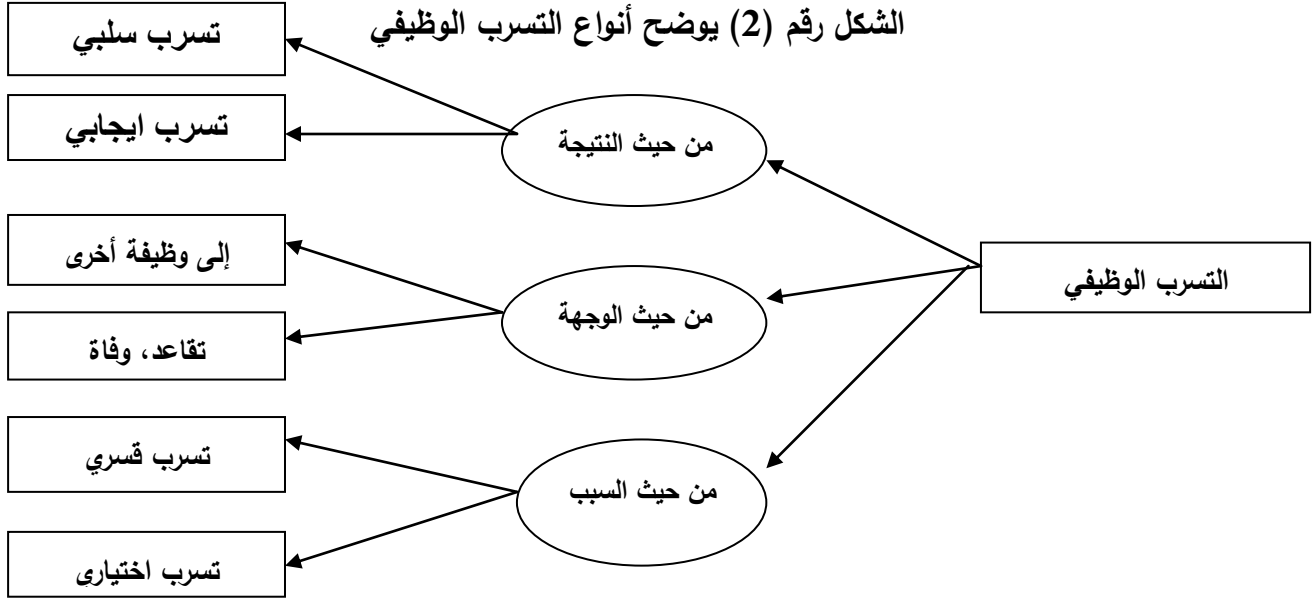 الشكل رقم (2) يوضح أنواع التسرب الوظيفي
التسرب الوظيفي
من حيث النتيجة
تسرب سلبي
تسرب ايجابي
من حيث الوجهة
إلى وظيفة أخرى
تقاعد، وفاة
من حيث السبب
تسرب قسري
تسرب اختياري